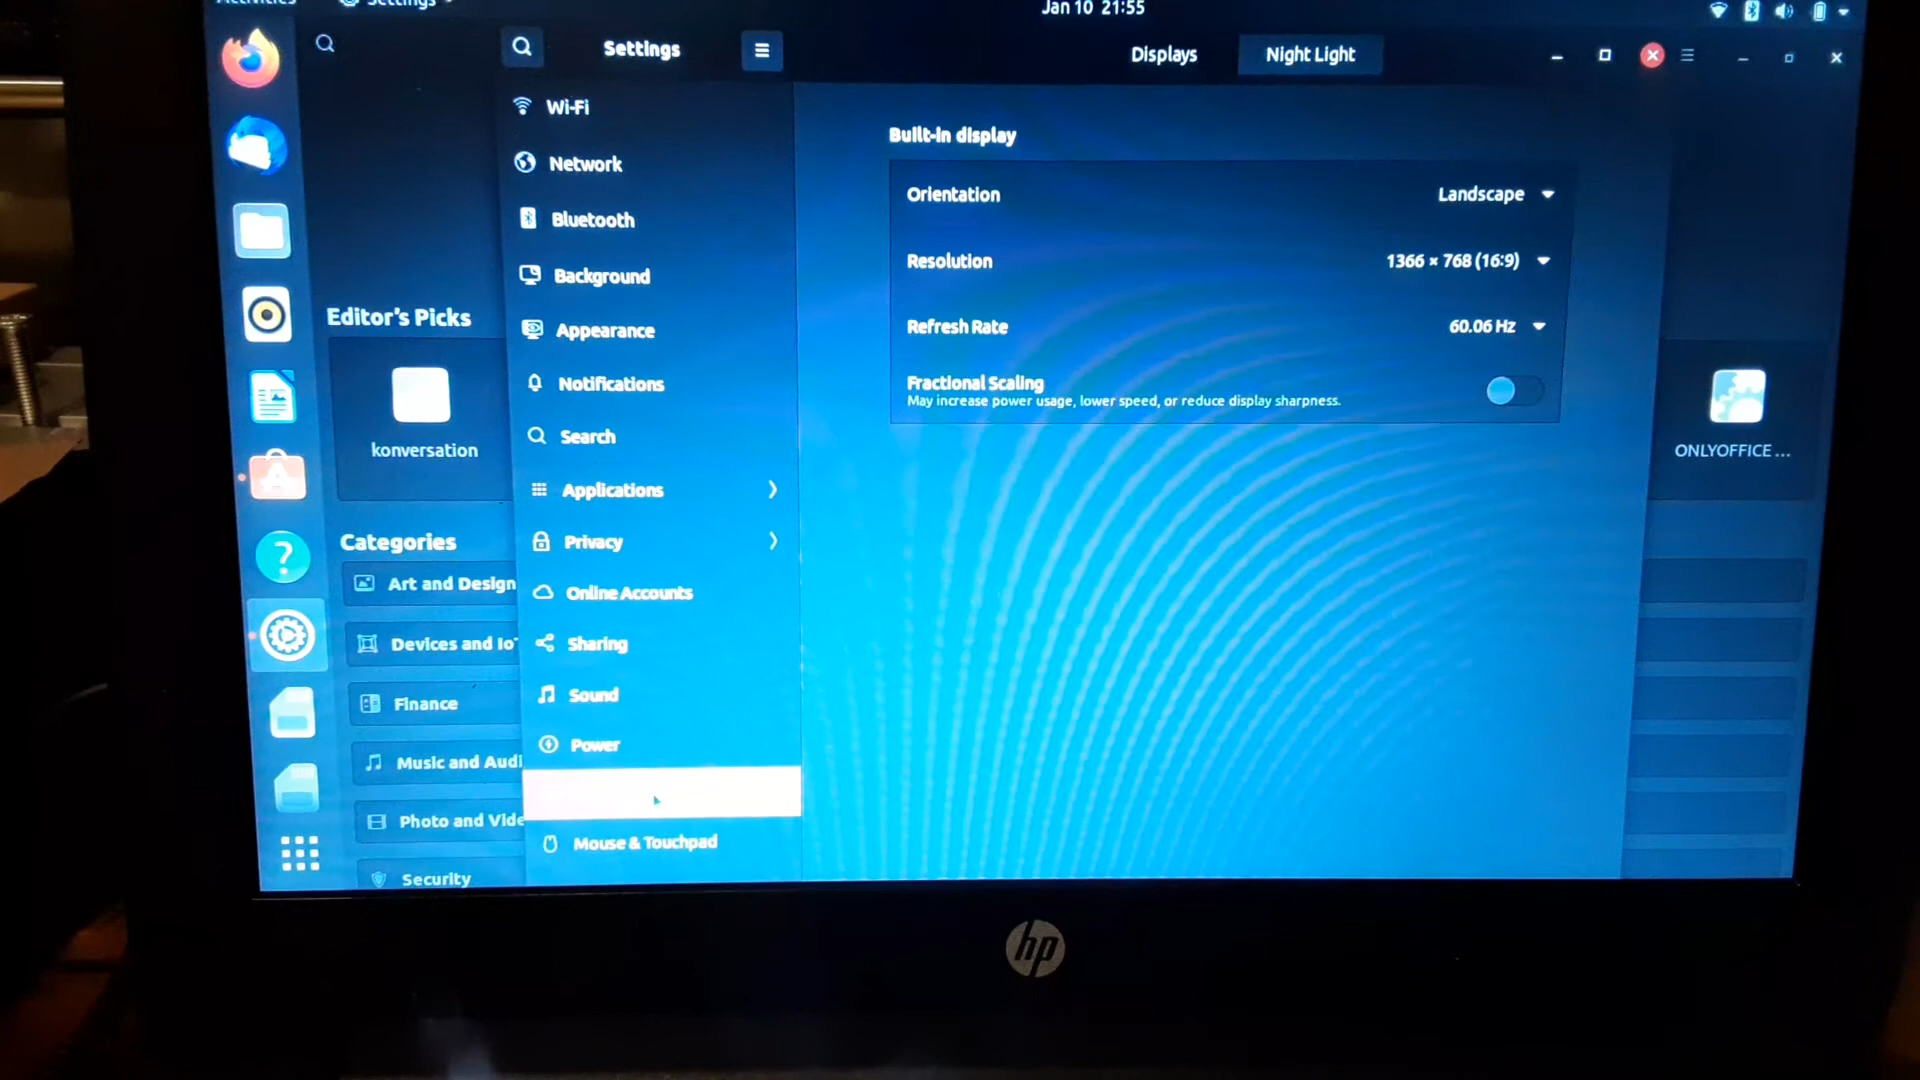 Activities
Settings
Jan 10 21:55
Settings
Displays
Night Light
Wi-Fi
Network
Bluetooth
Background
Appearance
Notifications
Search
Applications
Privacy
Online Accounts
Sharing
Sound
Power
Mouse & Touchpad
Built-in display
Orientation
Landscape
Resolution
1366 × 768 (16:9)
Refresh Rate
60.06 Hz
Fractional Scaling
May increase power usage, lower speed, or reduce display sharpness.
Editor's Picks
konversation
ONLYOFFICE ...
Categories
Art and Design
Devices and Io
Finance
Music and Audi
Photo and Vide
Security
hp